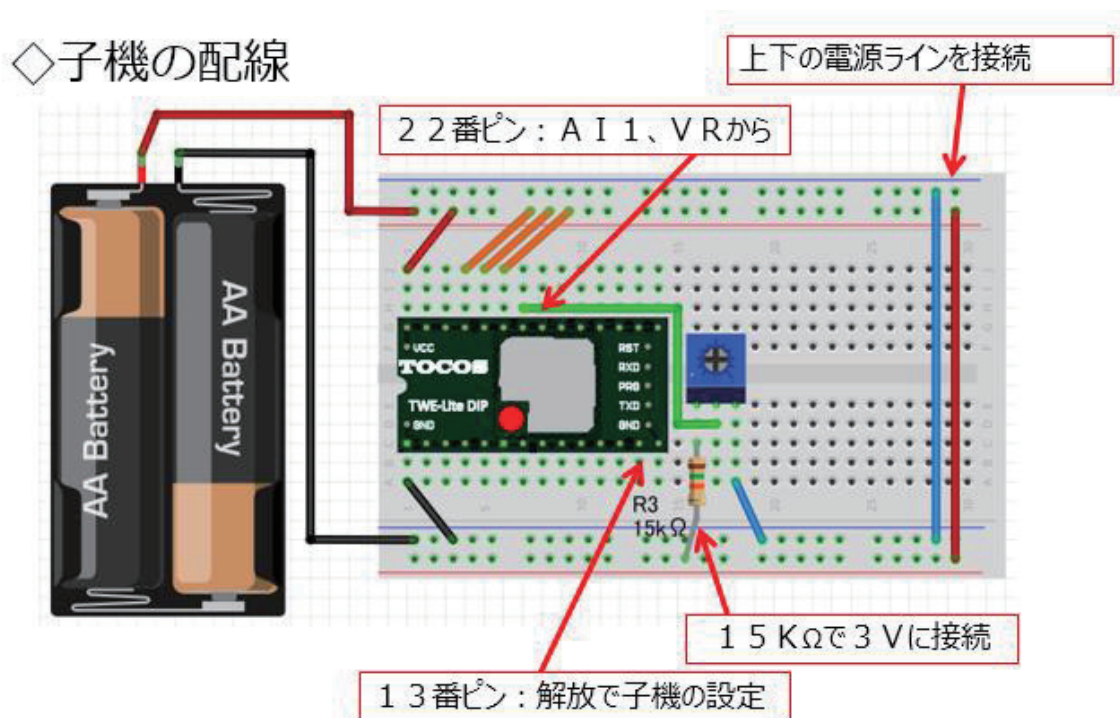 ◇子機の配線
上下の電源ラインを接続
22番ピン：AI1、VRから
AA Battery
AA Battery
VCC
TOCOS
TWE-Lite DIP
GND
RST
RXD
PRG
TXD
GND
R3
15kΩ
15KΩで3Vに接続
13番ピン：解放で子機の設定